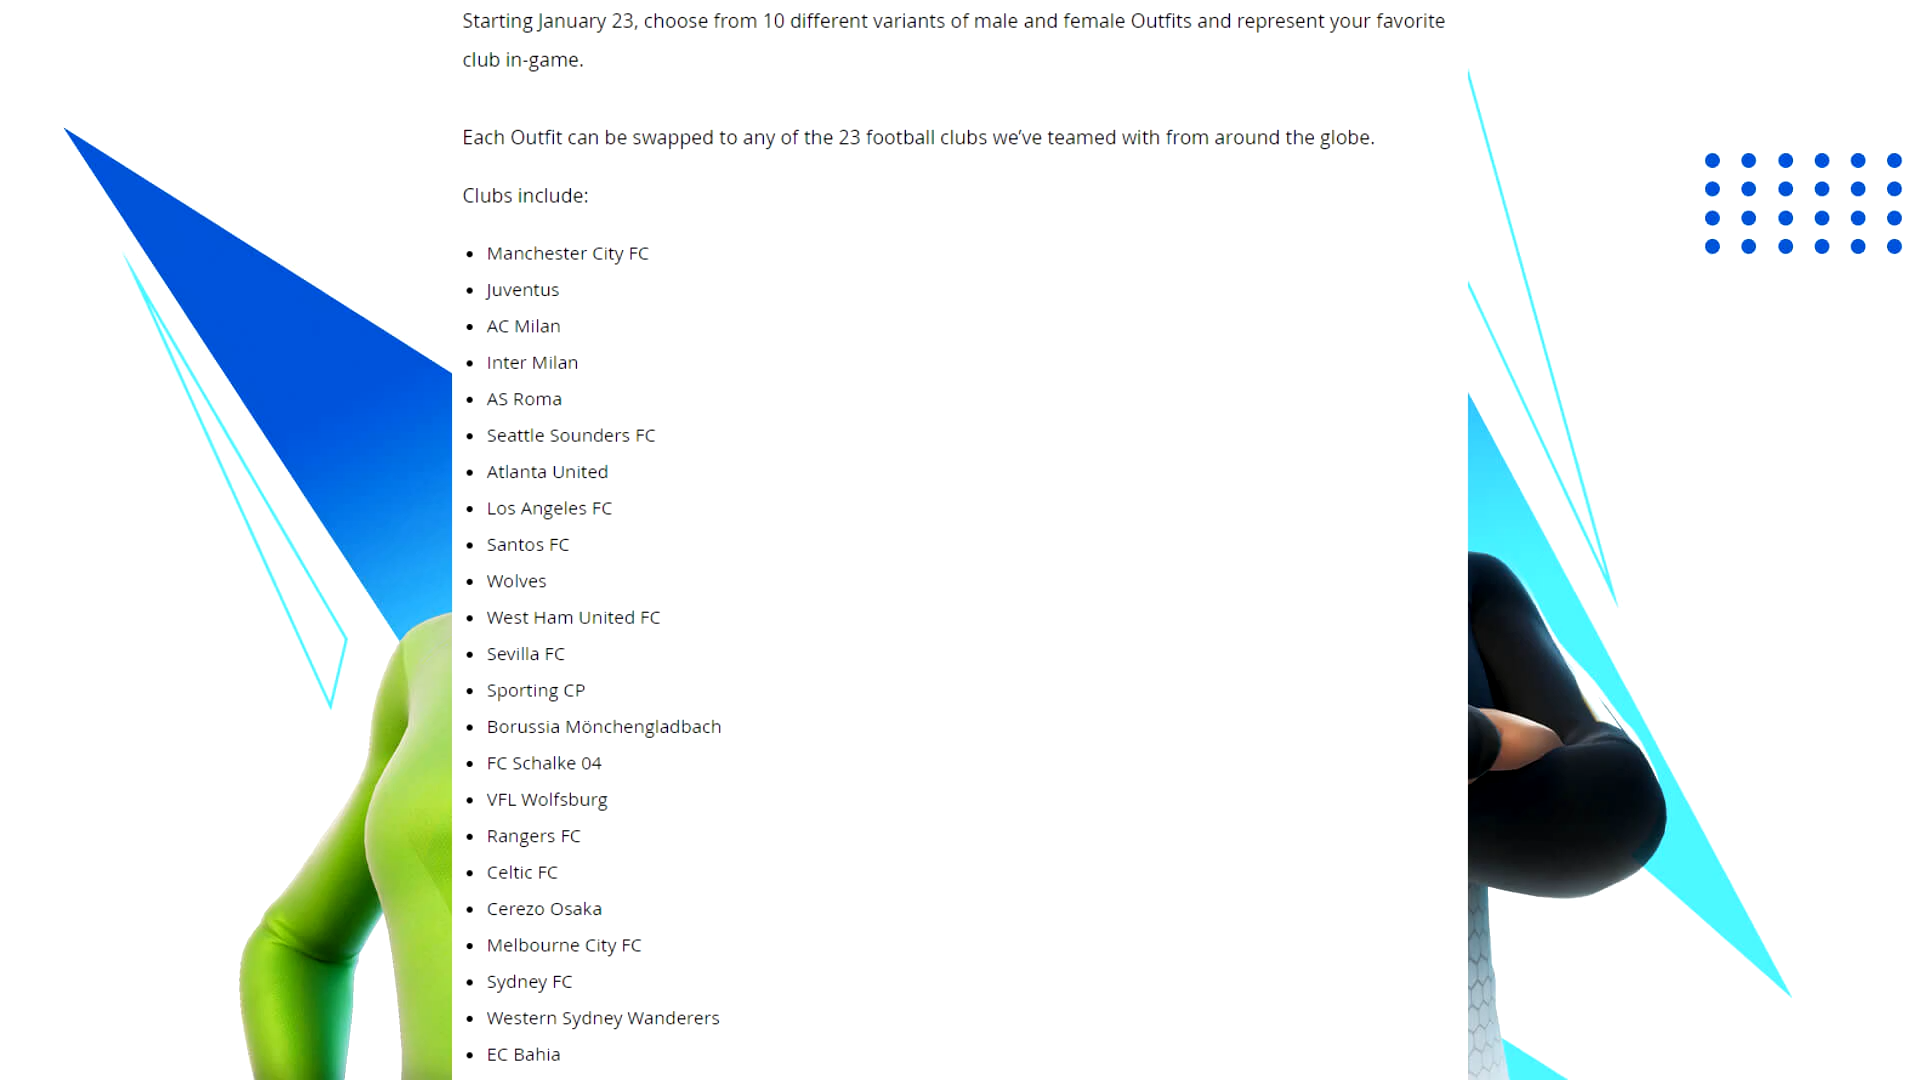 Starting January 23, choose from 10 different variants of male and female Outfits and represent your favorite
club in-game.
Each Outfit can be swapped to any of the 23 football clubs we’ve teamed with from around the globe.
Clubs include:
• Manchester City FC
• Juventus
• AC Milan
• Inter Milan
• AS Roma
• Seattle Sounders FC
• Atlanta United
• Los Angeles FC
• Santos FC
• Wolves
• West Ham United FC
• Sevilla FC
• Sporting CP
• Borussia Mönchengladbach
• FC Schalke 04
• VFL Wolfsburg
• Rangers FC
• Celtic FC
• Cerezo Osaka
• Melbourne City FC
• Sydney FC
• Western Sydney Wanderers
• EC Bahia